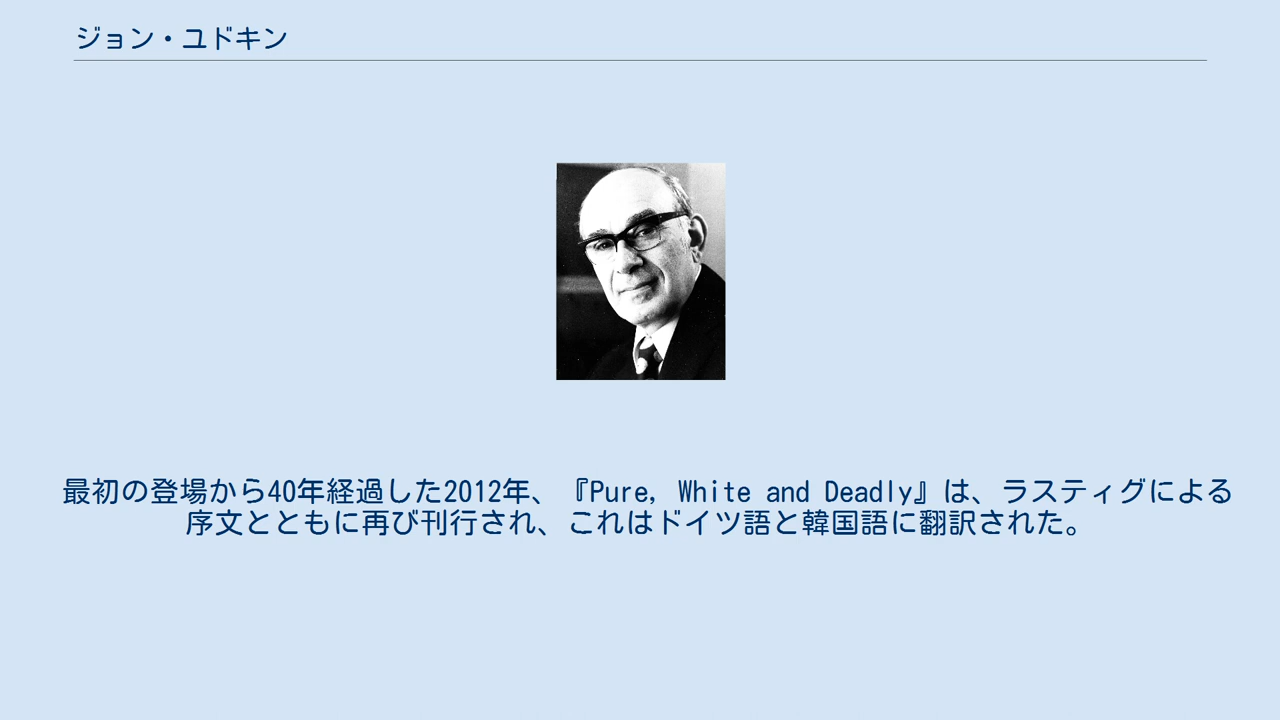 ジョン・ユドキン
最初の登場から40年経過した2012年、『Pure, White and Deadly』は、ラスティグによる
序文とともに再び刊行され、これはドイツ語と韓国語に翻訳された。